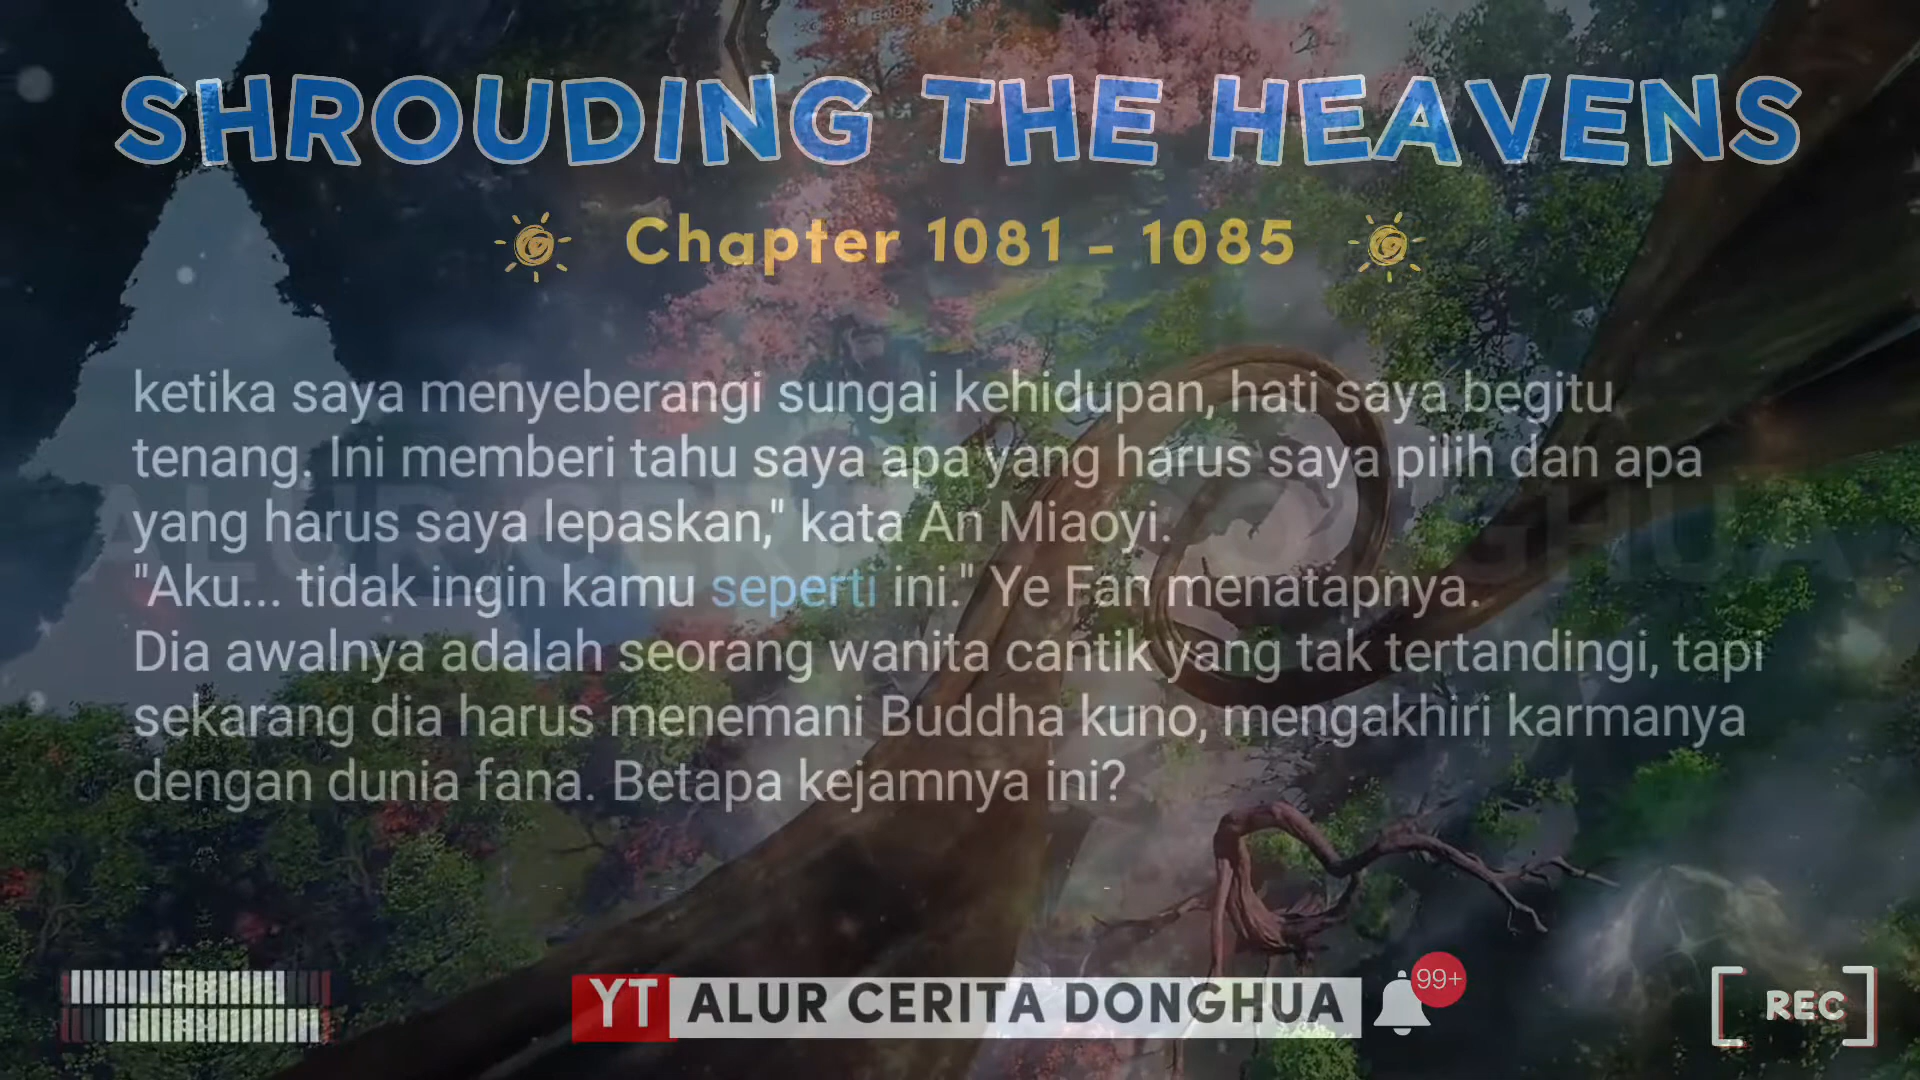 SHROUDING THE HEAVENS
Chapter 1081 - 1085
ketika saya menyeberangi sungai kehidupan, hati saya begitu
tenang. Ini memberi tahu saya apa yang harus saya pilih dan apa
yang harus saya lepaskan," kata An Miaoyi.
"Aku... tidak ingin kamu seperti ini." Ye Fan menatapnya.
Dia awalnya adalah seorang wanita cantik yang tak tertandingi, tapi
sekarang dia harus menemani Buddha kuno, mengakhiri karmanya
dengan dunia fana. Betapa kejamnya ini?
ALUR CERITA DONGHUA
YT ALUR CERITA DONGHUA
99+
REC